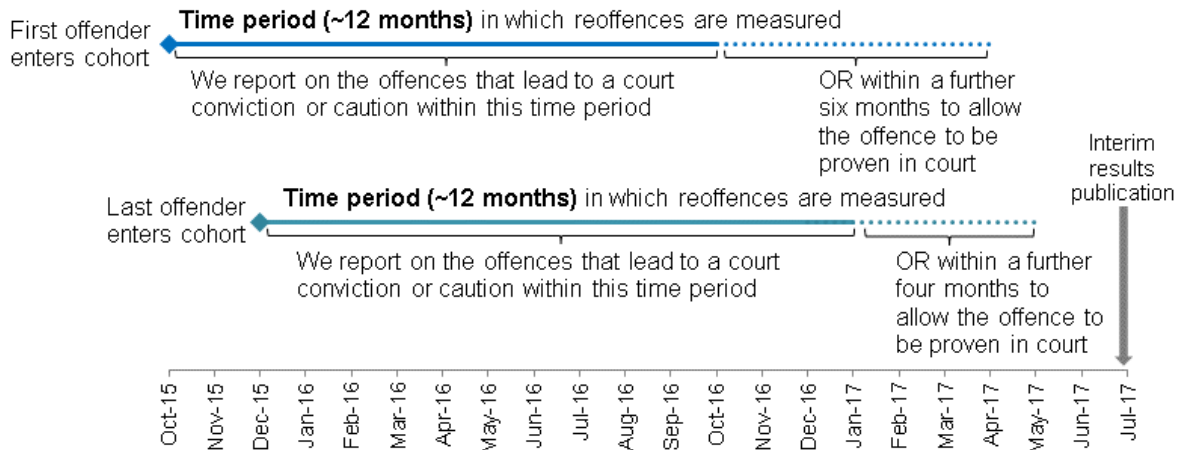 Time period (~12 months) in which reoffences are measured
First offender
enters cohort
We report on the offences that lead to a court
conviction or caution within this time period
OR within a further
six months to allow
the offence to be
proven in court
Interim
results
publication
Time period (~12 months) in which reoffences are measured
Last offender
enters cohort
We report on the offences that lead to a court
conviction or caution within this time period
OR within a further
four months to
allow the offence to
be proven in court
Oct-15
Nov-15
Dec-15
Jan-16
Feb-16
Mar-16
Apr-16
May-16
Jun-16
Jul-16
Aug-16
Sep-16
Oct-16
Nov-16
Dec-16
Jan-17
Feb-17
Mar-17
Apr-17
May-17
Jun-17
Jul-17